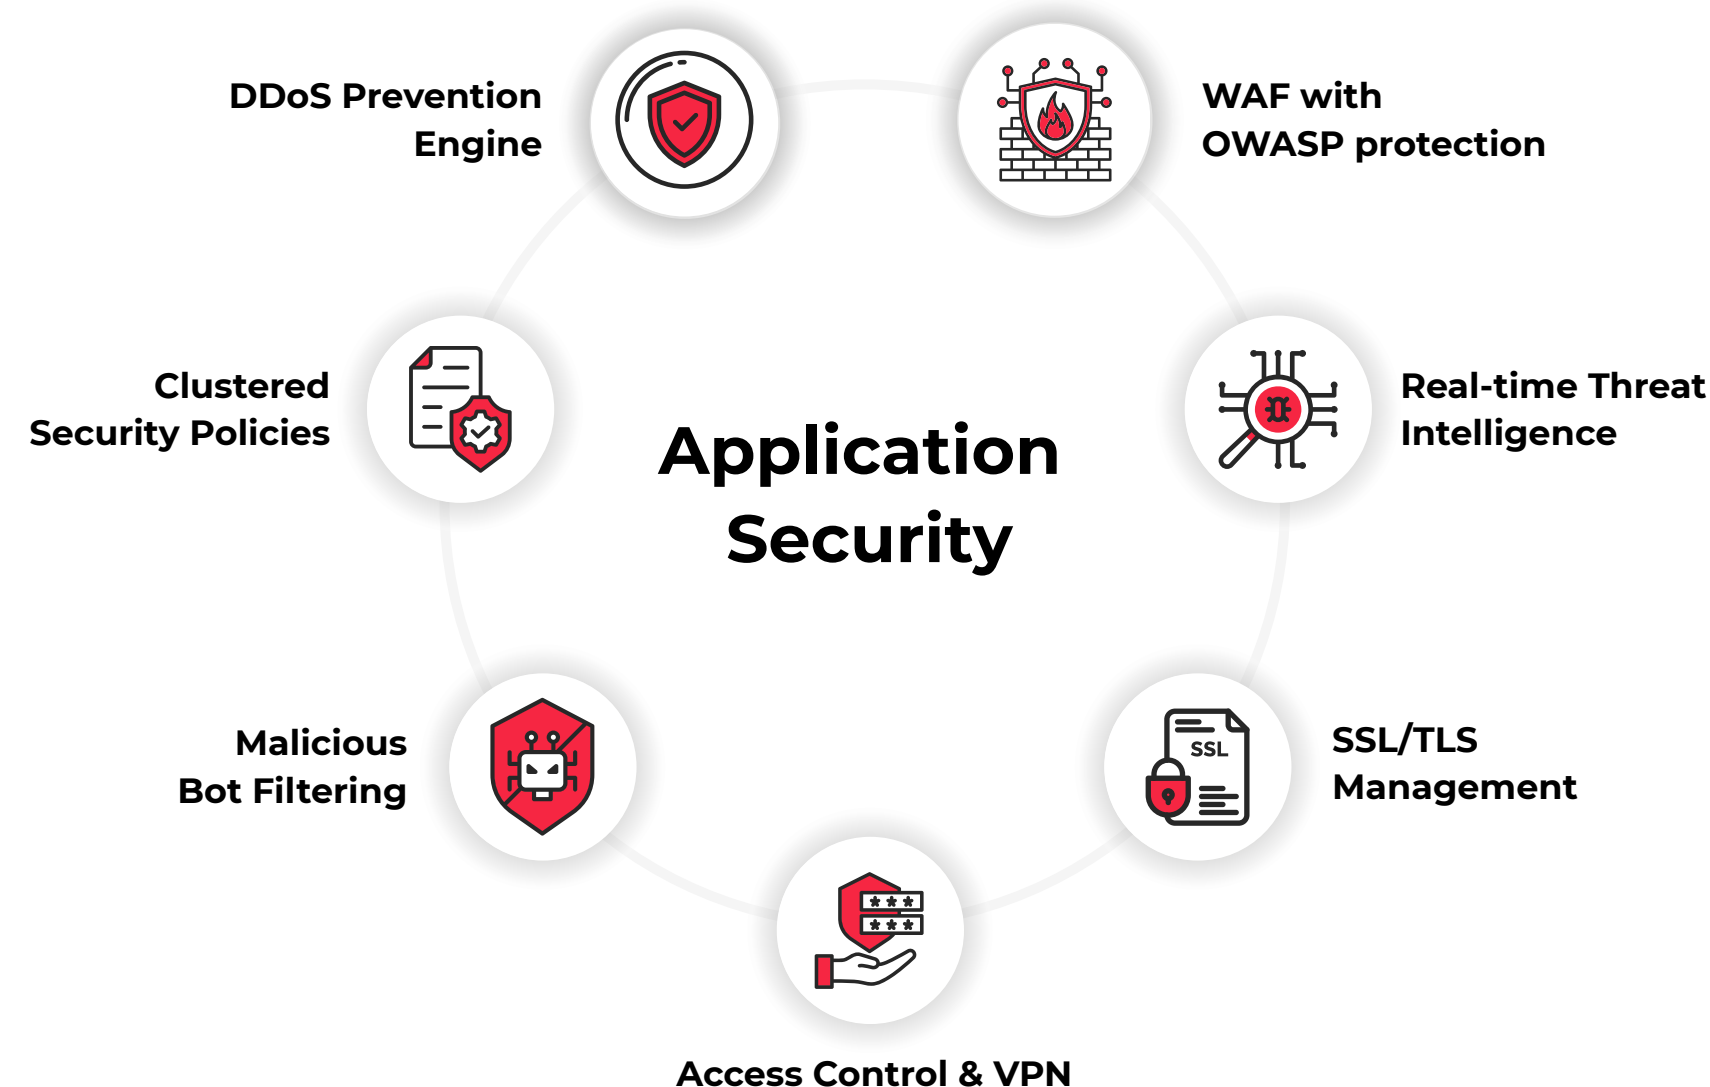 DDoS Prevention
Engine
WAF with
OWASP protection
Clustered
Security Policies
Real-time Threat
Intelligence
Application
Security
Malicious
Bot Filtering
SSL
SSL/TLS
Management
* * *
* * *
Access Control & VPN